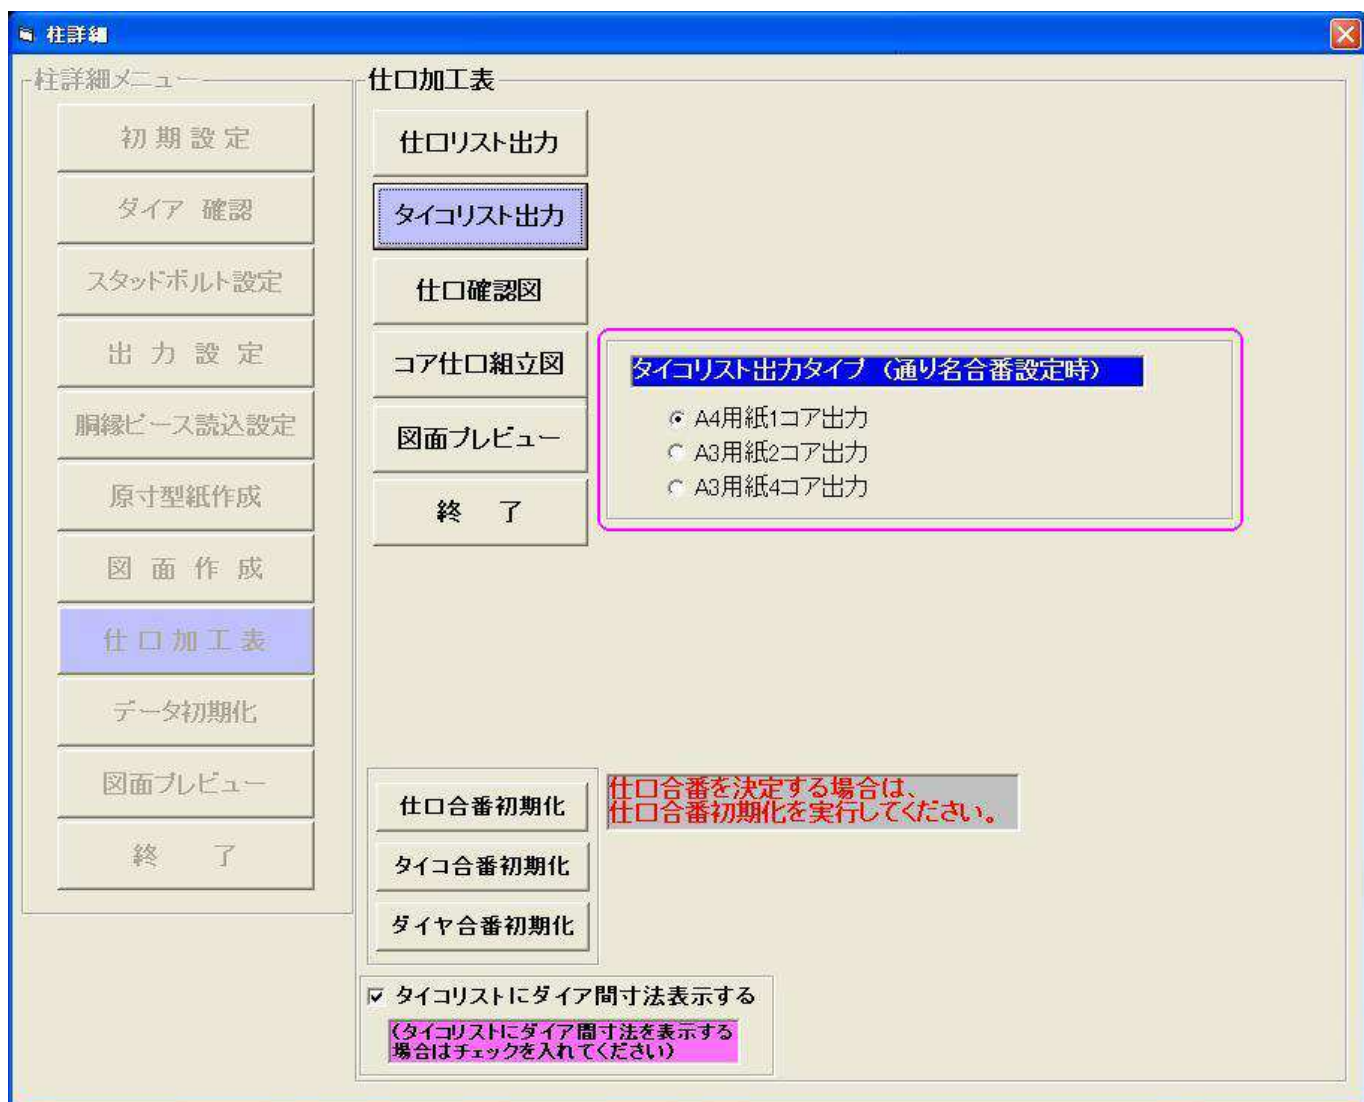 柱詳細
柱詳細メニュー
初期設定
ダイア 確認
スタッドボルト設定
出力設定
胴縁ピース読込設定
原寸型紙作成
図面作成
仕口加工表
データ初期化
図面プレビュー
終 了
仕口加工表
仕口リスト出力
タイコリスト出力
仕口確認図
コア仕口組立図
図面プレビュー
終 了
タイコリスト出力タイプ (通り名合番設定時)
A4用紙1コア出力
A3用紙2コア出力
A3用紙4コア出力
仕口合番初期化
タイコ合番初期化
ダイヤ合番初期化
仕口合番を決定する場合は、
仕口合番初期化を実行してください。
タイコリストにダイア間寸法表示する
(タイコリストにダイア間寸法を表示する
場合はチェックを入れてください)